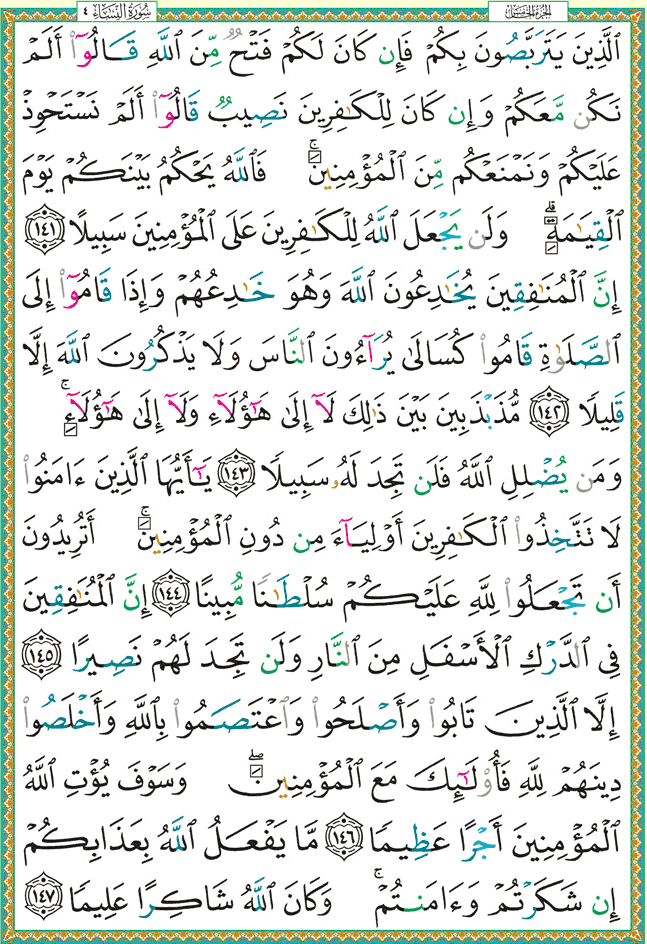 الجزء الخامس سُورَةُ النِّسَاءِ ٤
ٱلَّذِينَ يَتَرَبَّصُونَ بِكُمۡ فَإِن كَانَ لَكُمۡ فَتۡحٞ مِّنَ ٱللَّهِ قَالُوٓاْ أَلَمۡ
نَكُن مَّعَكُمۡ وَإِن كَانَ لِلۡكَٰفِرِينَ نَصِيبٞ قَالُوٓاْ أَلَمۡ نَسۡتَحۡوِذۡ
عَلَيۡكُمۡ وَنَمۡنَعۡكُم مِّنَ ٱلۡمُؤۡمِنِينَۚ فَٱللَّهُ يَحۡكُمُ بَيۡنَكُمۡ يَوۡمَ
ٱلۡقِيَٰمَةِۗ وَلَن يَجۡعَلَ ٱللَّهُ لِلۡكَٰفِرِينَ عَلَى ٱلۡمُؤۡمِنِينَ سَبِيلًا ١٤١
إِنَّ ٱلۡمُنَٰفِقِينَ يُخَٰدِعُونَ ٱللَّهَ وَهُوَ خَٰدِعُهُمۡ وَإِذَا قَامُوٓاْ إِلَى
ٱلصَّلَوٰةِ قَامُواْ كُسَالَىٰ يُرَآءُونَ ٱلنَّاسَ وَلَا يَذۡكُرُونَ ٱللَّهَ إِلَّا
قَلِيلٗا ١٤٢ مُّذَبۡذَبِينَ بَيۡنَ ذَٰلِكَ لَآ إِلَىٰ هَٰٓؤُلَآءِ وَلَآ إِلَىٰ هَٰٓؤُلَآءِۚ
وَمَن يُضۡلِلِ ٱللَّهُ فَلَن تَجِدَ لَهُۥ سَبِيلٗا ١٤٣ يَٰٓأَيُّهَا ٱلَّذِينَ ءَامَنُواْ
لَا تَتَّخِذُواْ ٱلۡكَٰفِرِينَ أَوۡلِيَآءَ مِن دُونِ ٱلۡمُؤۡمِنِينَۚ أَتُرِيدُونَ
أَن تَجۡعَلُواْ لِلَّهِ عَلَيۡكُمۡ سُلۡطَٰنٗا مُّبِينًا ١٤٤ إِنَّ ٱلۡمُنَٰفِقِينَ
فِي ٱلدَّرۡكِ ٱلۡأَسۡفَلِ مِنَ ٱلنَّارِ وَلَن تَجِدَ لَهُمۡ نَصِيرًا ١٤٥
إِلَّا ٱلَّذِينَ تَابُواْ وَأَصۡلَحُواْ وَٱعۡتَصَمُواْ بِٱللَّهِ وَأَخۡلَصُواْ
دِينَهُمۡ لِلَّهِ فَأُوْلَٰٓئِكَ مَعَ ٱلۡمُؤۡمِنِينَۖ وَسَوۡفَ يُؤۡتِ ٱللَّهُ
ٱلۡمُؤۡمِنِينَ أَجۡرًا عَظِيمٗا ١٤٦ مَّا يَفۡعَلُ ٱللَّهُ بِعَذَابِكُمۡ
إِن شَكَرۡتُمۡ وَءَامَنتُمۡۚ وَكَانَ ٱللَّهُ شَاكِرًا عَلِيمٗا ١٤٧